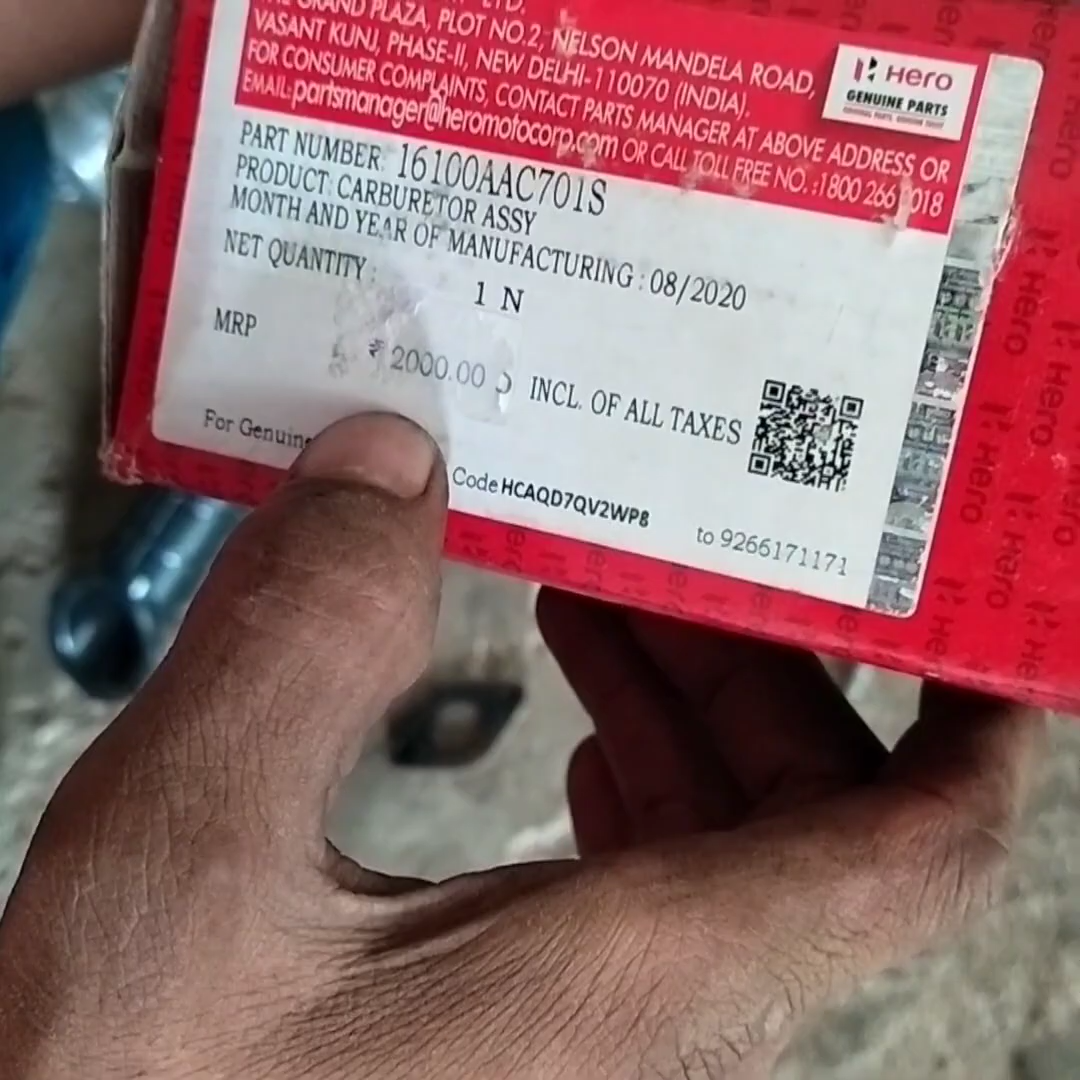 GRAND PLAZA, PLOT NO.2, NELSON MANDELA ROAD,
VASANT KUNJ, PHASE-II, NEW DELHI-110070 (INDIA).
FOR CONSUMER COMPLAINTS, CONTACT PARTS MANAGER AT ABOVE ADDRESS OR
EMAIL:partsmanager@heromotocorp.com OR CALL TOLL FREE NO. :1800 266 0018
Hero
GENUINE PARTS
PART NUMBER: 16100AAC701S
PRODUCT: CARBURETOR ASSY
MONTH AND YEAR OF MANUFACTURING : 08/2020
NET QUANTITY : 1 N
MRP ₹ 2000.00 INCL. OF ALL TAXES
For Genuine Code HCAQD7QV2WP8 to 9266171171